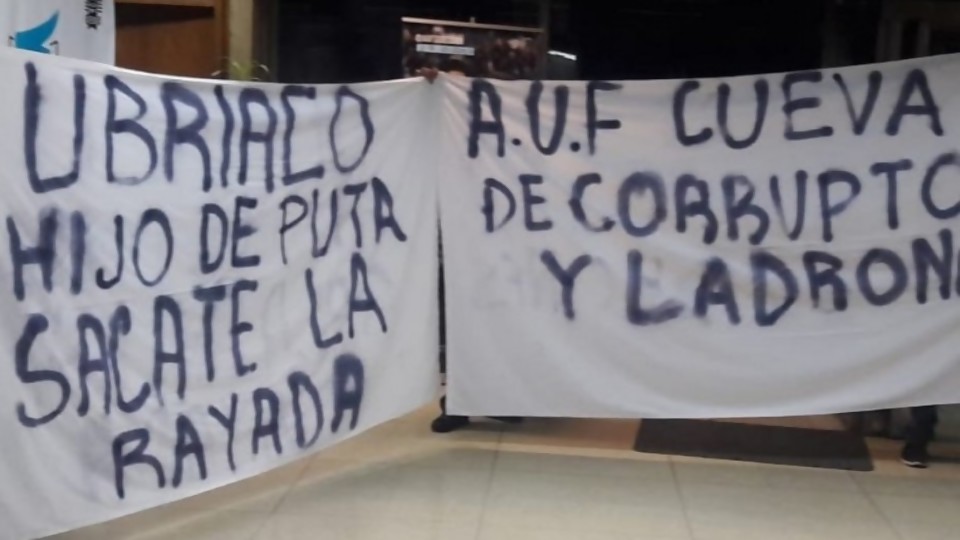 UBRIACO
HIJO DE PUTA
SACATE LA
RAYADA
A.U.F CUEVA
DE CORRUPTO
Y LADRON